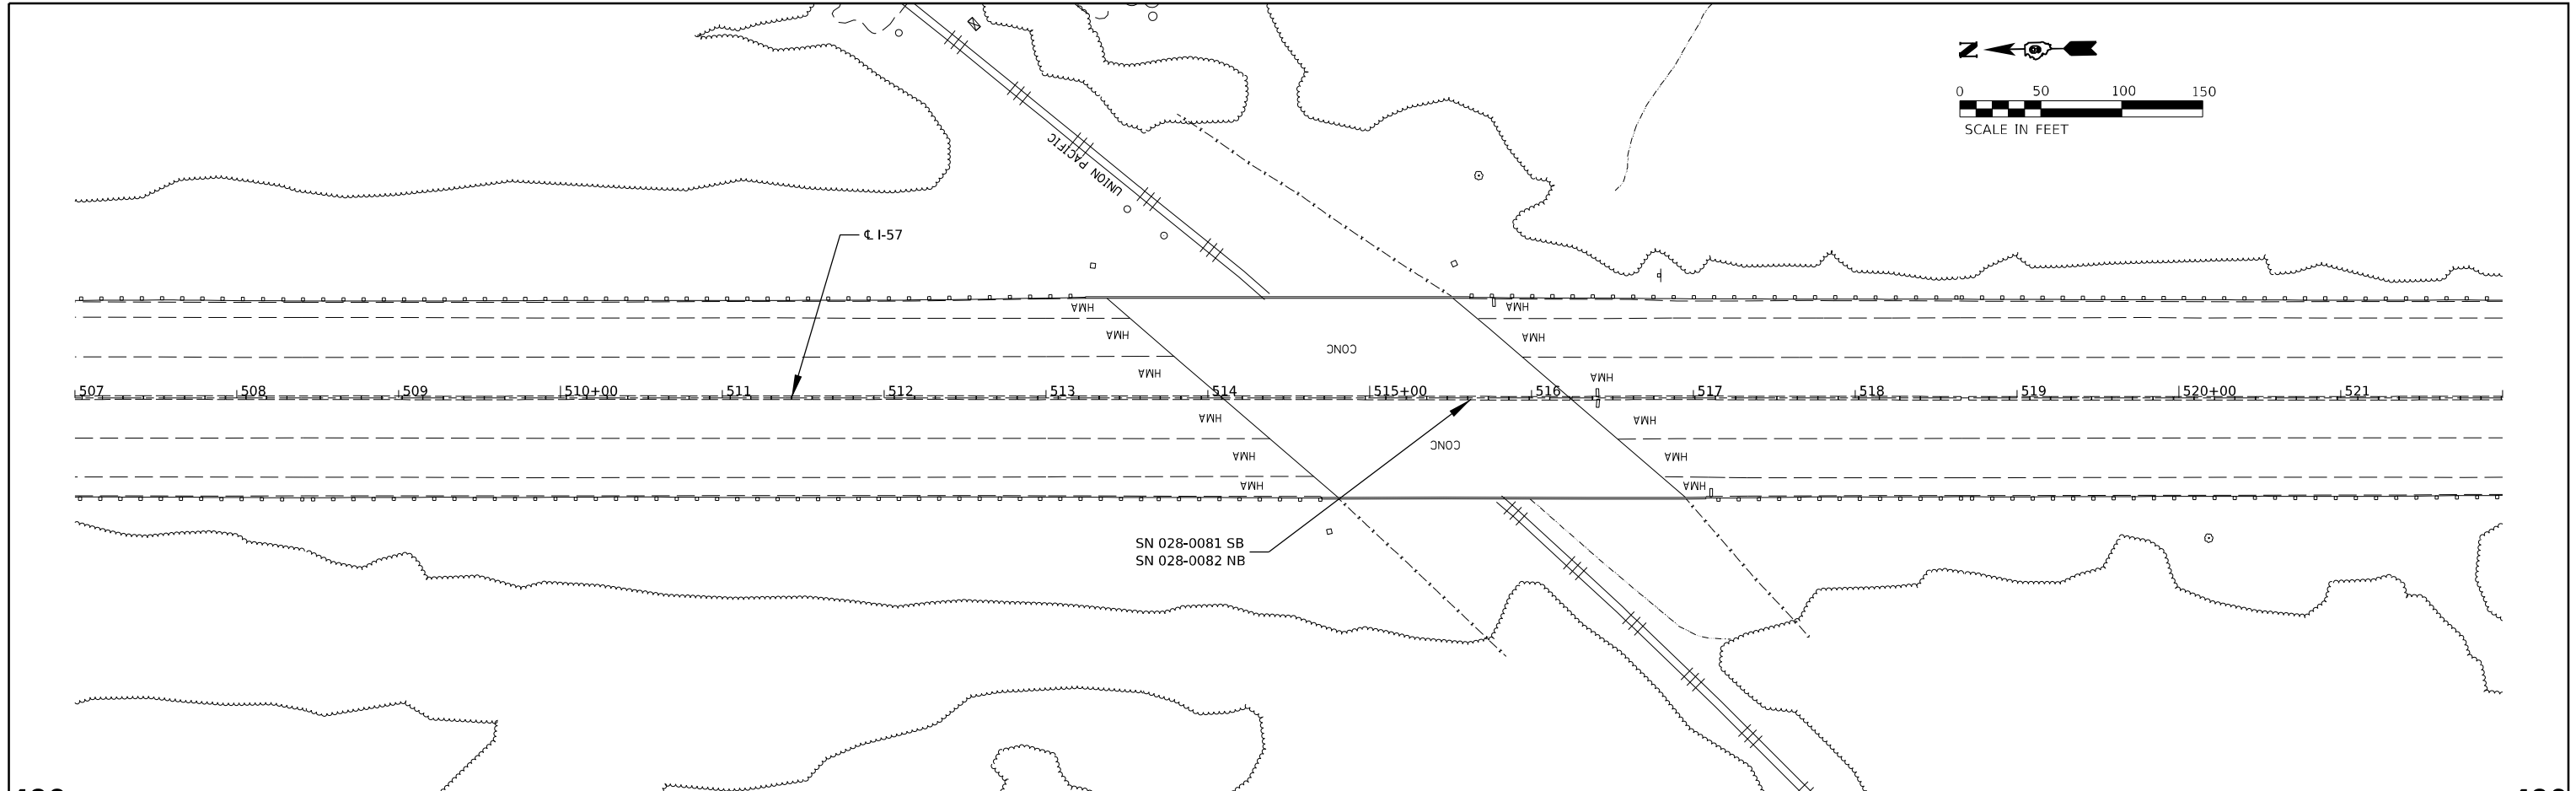 N
0 50 100 150
SCALE IN FEET
UNION PACIFIC
℄ I-57
HMA
HMA
HMA
HMA
CONC
HMA
HMA
507 508 509 510+00 511 512 513 514 515+00 516 517 518 519 520+00 521
HMA
HMA
CONC
HMA
HMA
HMA
HMA
SN 028-0081 SB
SN 028-0082 NB